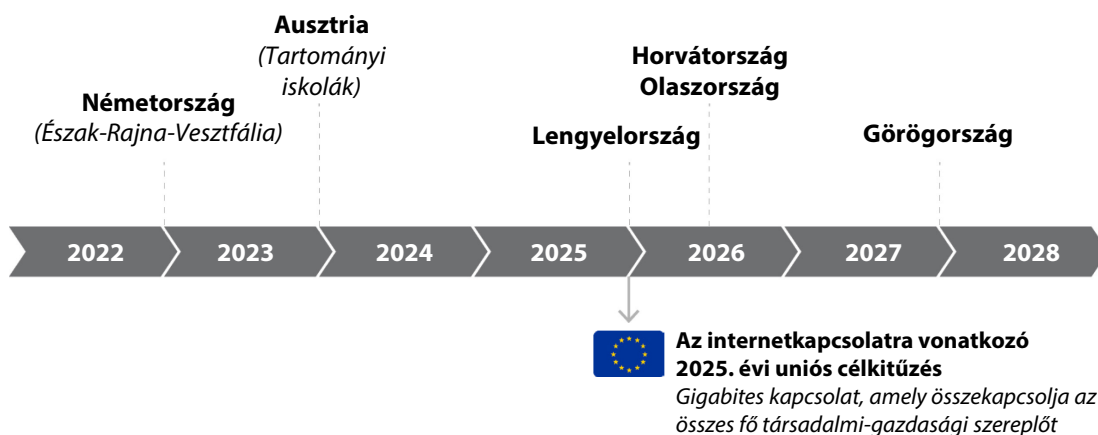 Ausztria
(Tartományi
iskolák)
Németország
(Észak-Rajna-Vesztfália)
Horvátország
Olaszország
Lengyelország
Görögország
2022
2023
2024
2025
2026
2027
2028
Az internetkapcsolatra vonatkozó
2025. évi uniós célkitűzés
Gigabites kapcsolat, amely összekapcsolja az
összes fő társadalmi-gazdasági szereplőt